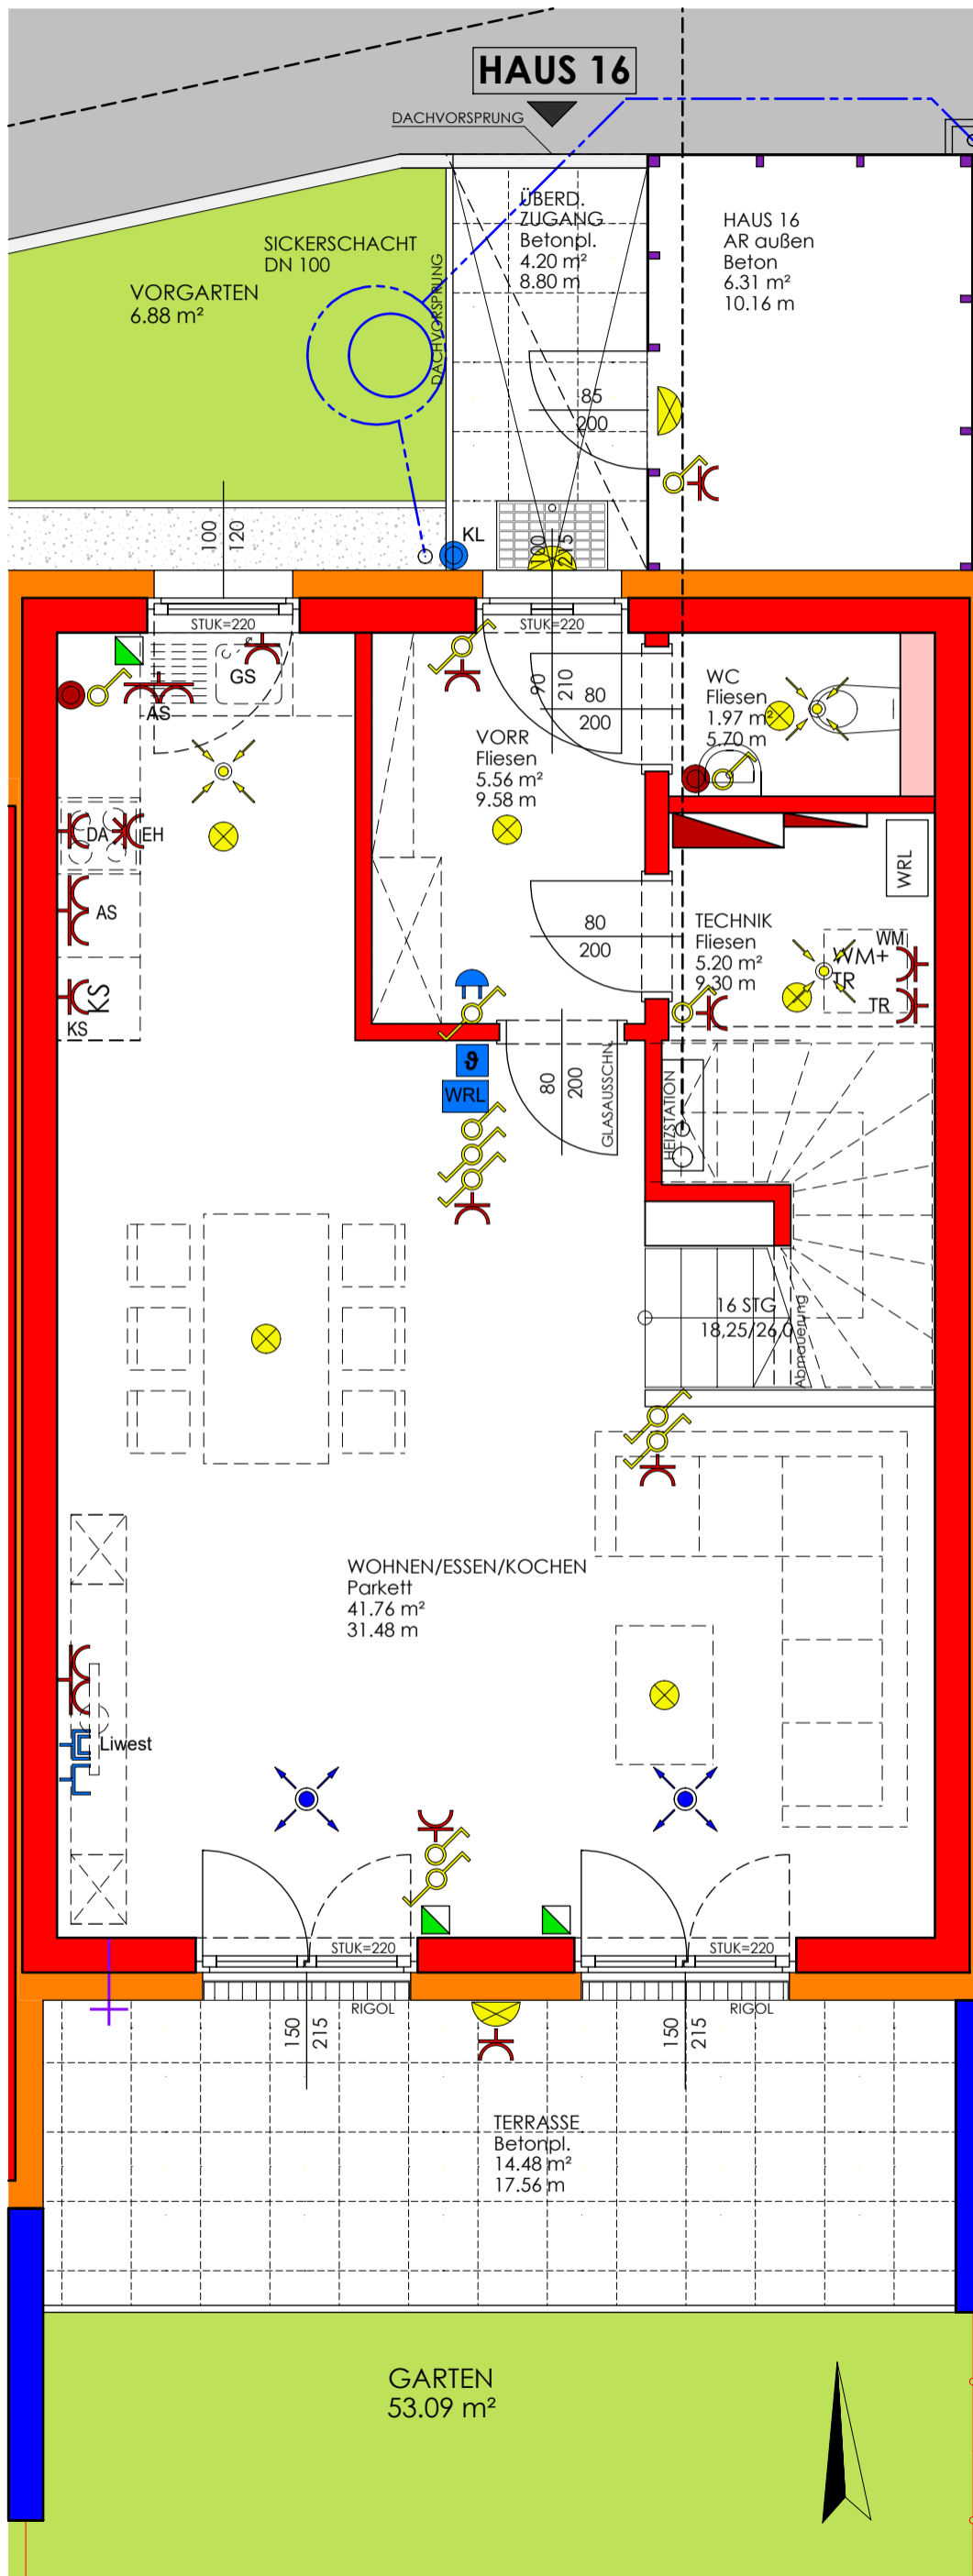 HAUS 16
DACHVORSPRUNG
ÜBERD.
ZUGANG
Betonpl.
4.20 m²
8.80 m
HAUS 16
AR außen
Beton
6.31 m²
10.16 m
SICKERSCHACHT
DN 100
VORGARTEN
6.88 m²
DACHVORSPRUNG
85
200
100
120
KL
100
215
STUK=220
STUK=220
GS
AS
90
210
80
200
WC
Fliesen
1.97 m²
5.70 m
VORR
Fliesen
5.56 m²
9.58 m
DA
EH
WRL
AS
80
200
TECHNIK
Fliesen
5.20 m²
9.30 m
WM
WM+
TR
TR
KS
KS
ϑ
WRL
80
200
GLASAUSSCHN.
HEIZSTATION
16 STG
18,25/26,0
Abmauerung
WOHNEN/ESSEN/KOCHEN
Parkett
41.76 m²
31.48 m
Liwest
STUK=220
STUK=220
RIGOL
RIGOL
150
215
150
215
TERRASSE
Betonpl.
14.48 m²
17.56 m
GARTEN
53.09 m²